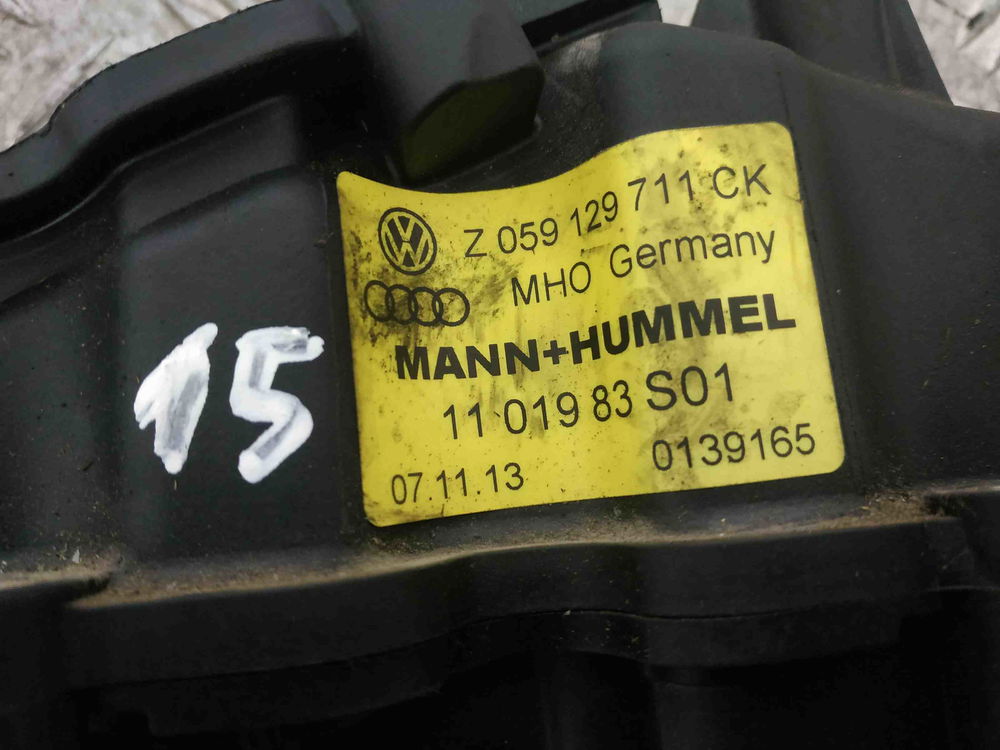 Z 059 129 711 CK
MHO Germany
MANN+HUMMEL
11 019 83 S01
07.11.13 0139165
15